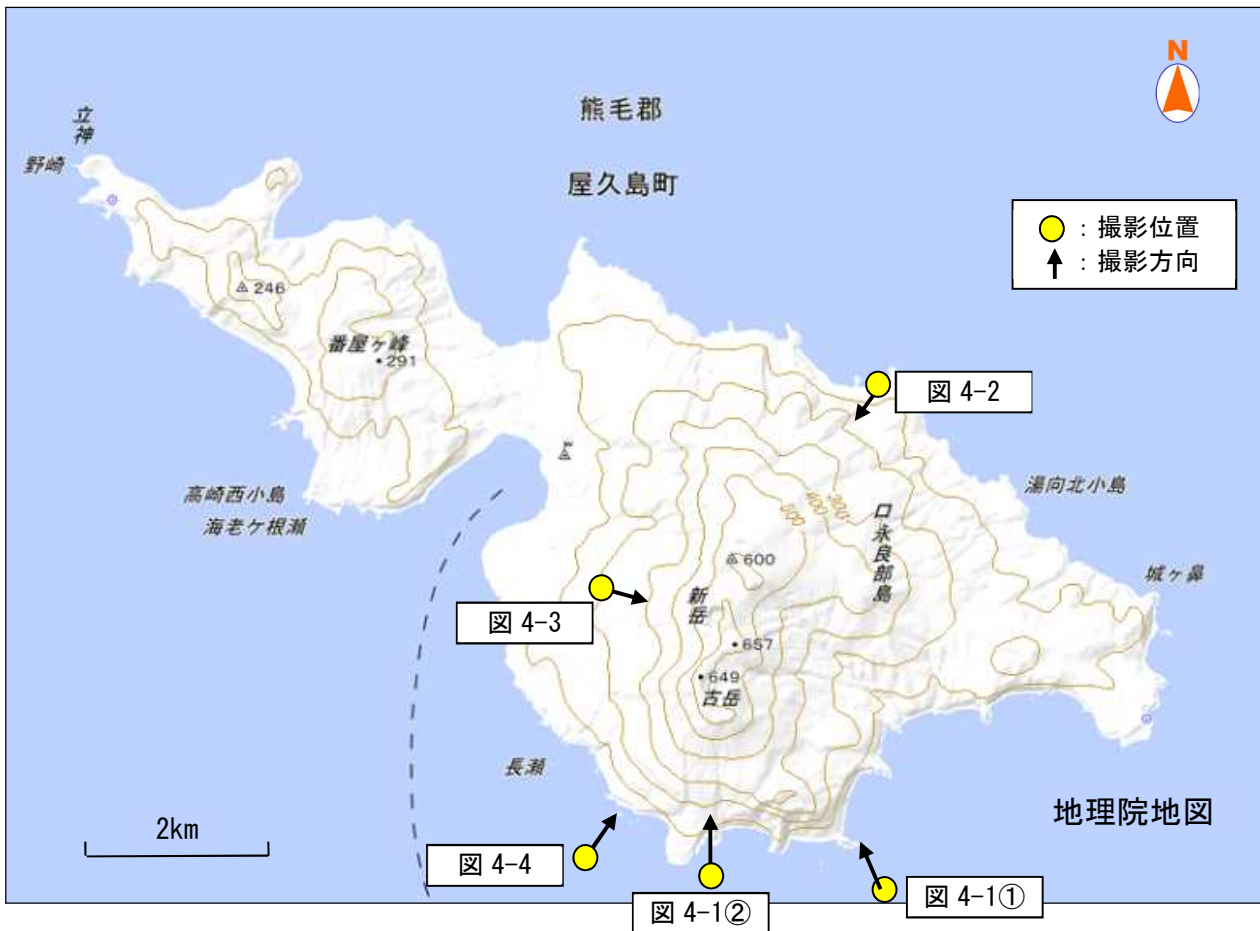 N
熊毛郡
屋久島町
立神
野崎
：撮影位置
：撮影方向
246
番屋ヶ峰
291
図 4-2
高崎西小島
海老ケ根瀬
湯向北小島
300
400
500
口永良部島
600
城ヶ鼻
図 4-3
新岳
657
649
古岳
長瀬
2km
地理院地図
図 4-4
図 4-1②
図 4-1①